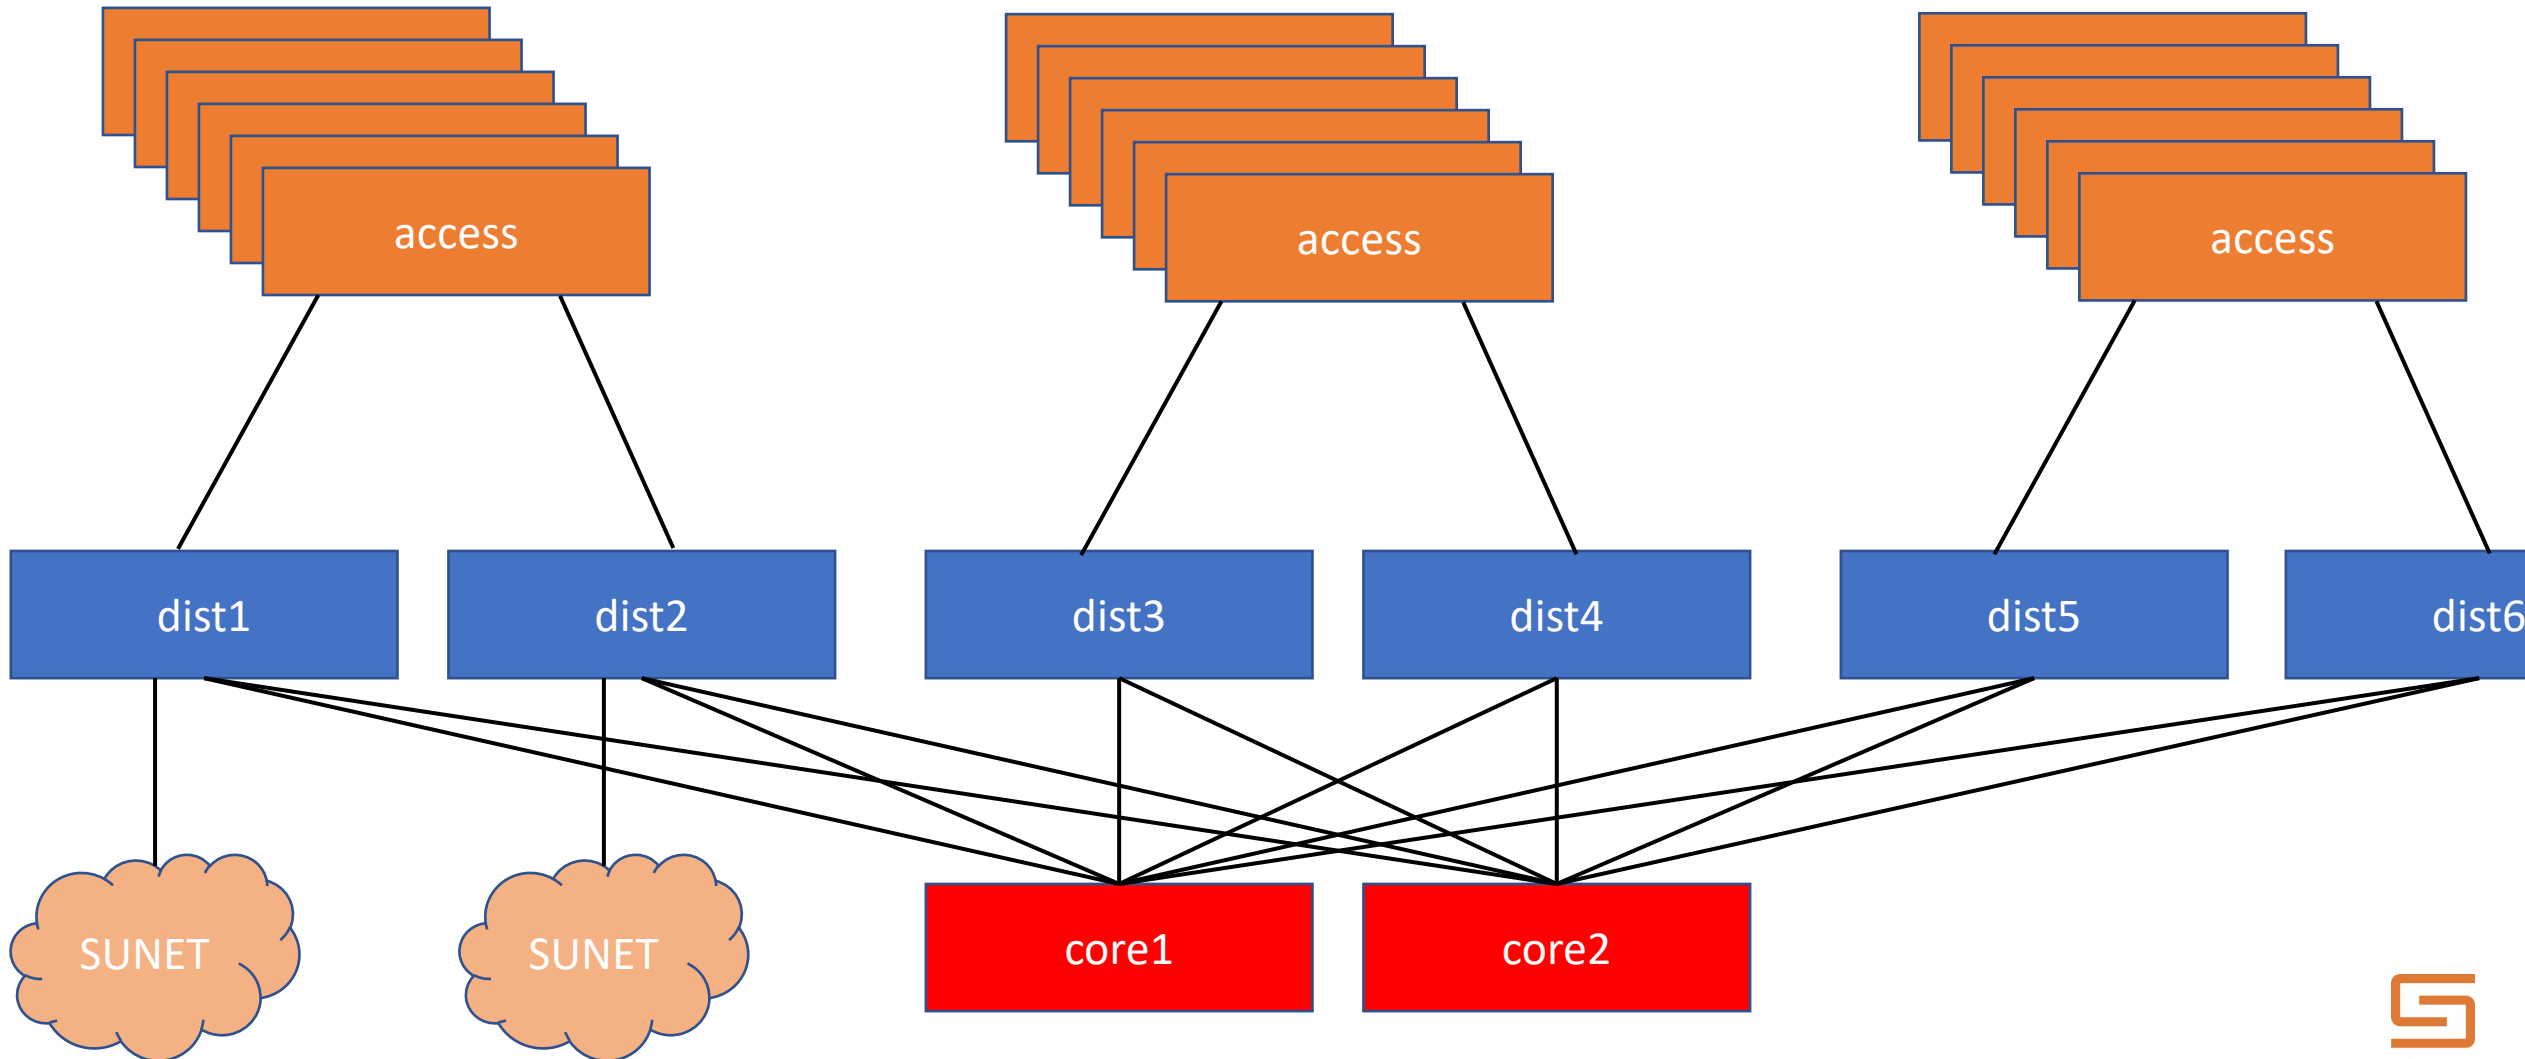 access
access
access
dist1
dist2
dist3
dist4
dist5
dist6
SUNET
SUNET
core1
core2